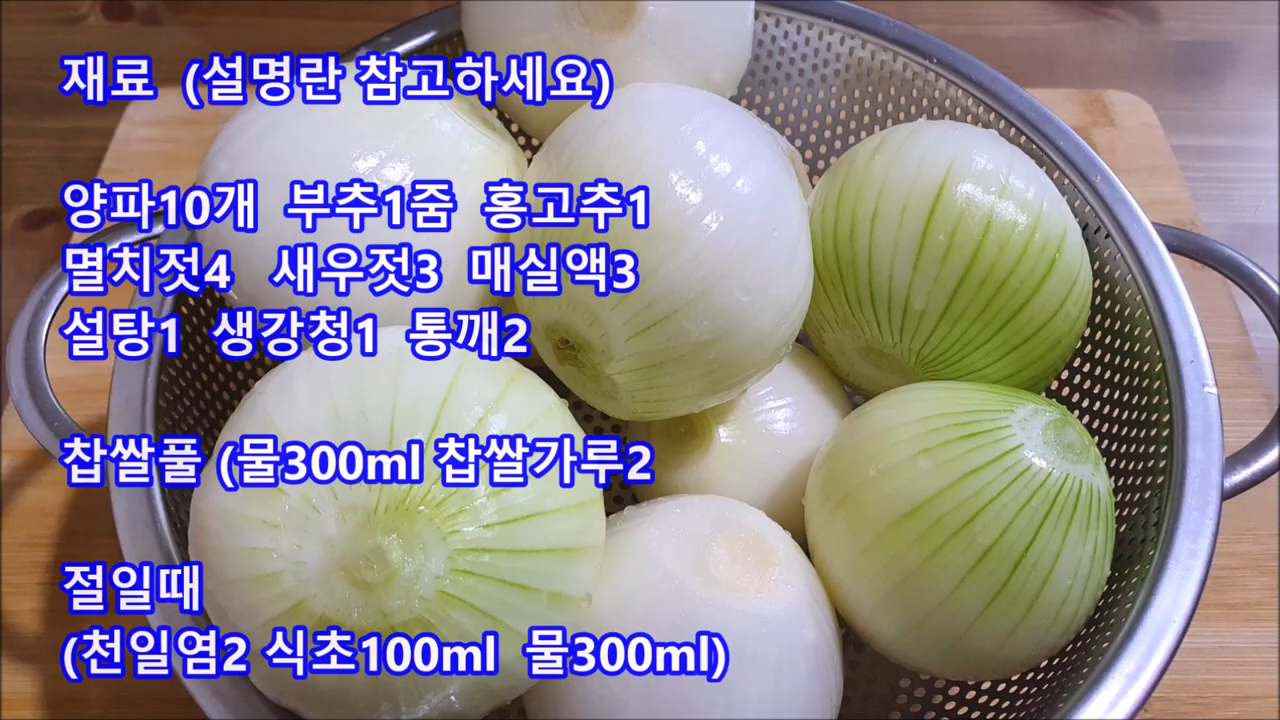 재료 (설명란 참고하세요)
양파10개 부추1줌 홍고추1
멸치젓4 새우젓3 매실액3
설탕1 생강청1 통깨2
찹쌀풀 (물300ml 찹쌀가루2
절일때
(천일염2 식초100ml 물300ml)